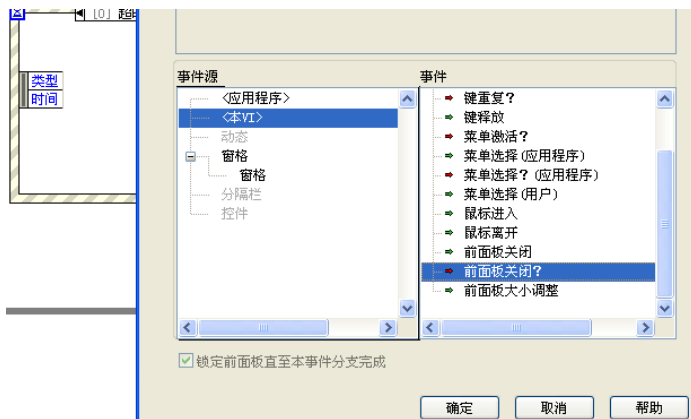 [0] 超
类型
时间
事件源
<应用程序>
<本VI>
动态
窗格
窗格
分隔栏
控件
事件
键重复?
键释放
菜单激活?
菜单选择(应用程序)
菜单选择?(应用程序)
菜单选择(用户)
鼠标进入
鼠标离开
前面板关闭
前面板关闭?
前面板大小调整
锁定前面板直至本事件分支完成
确定
取消
帮助